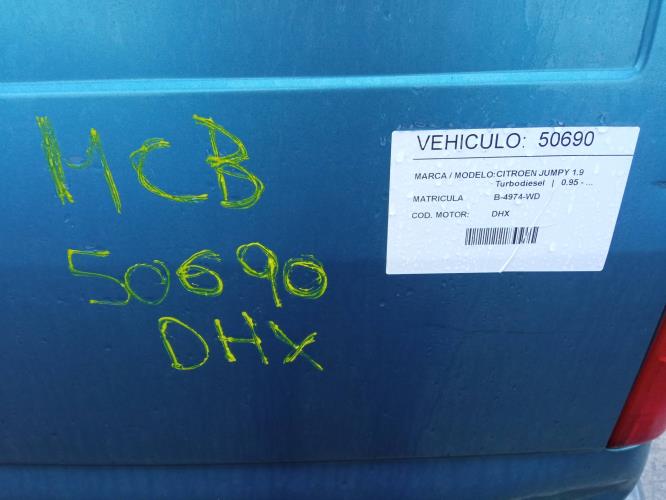 MCB
50690
DHX
VEHICULO: 50690
MARCA / MODELO: CITROEN JUMPY 1.9
Turbodiesel | 0.95 - ...
MATRICULA B-4974-WD
COD. MOTOR: DHX